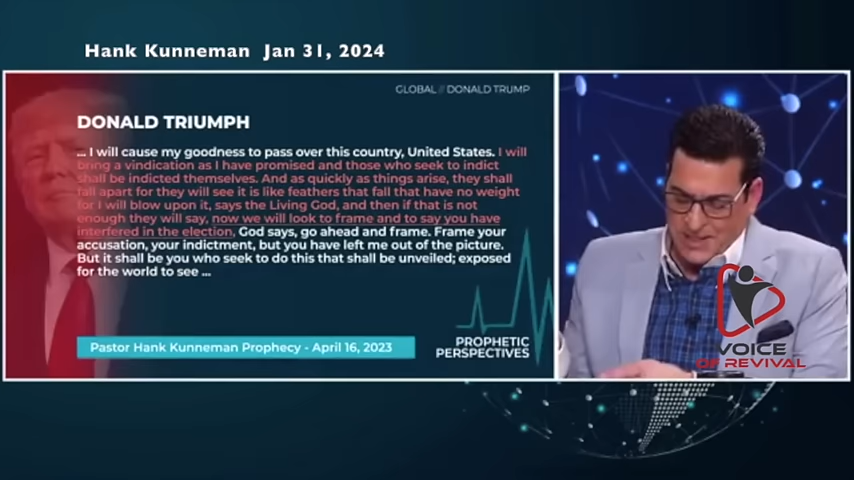 Hank Kunneman Jan 31, 2024
GLOBAL // DONALD TRUMP
DONALD TRIUMPH
... I will cause my goodness to pass over this country, United States. I will
bring a vindication as I have promised and those who seek to indict
shall be indicted themselves. And as quickly as things arise, they shall
fall apart for they will see it is like feathers that fall that have no weight
for I will blow upon it, says the Living God, and then if that is not
enough they will say, now we will look to frame and to say you have
interfered in the election. God says, go ahead and frame. Frame your
accusation, your indictment, but you have left me out of the picture.
But it shall be you who seek to do this that shall be unveiled; exposed
for the world to see ...
Pastor Hank Kunneman Prophecy - April 16, 2023
PROPHETIC
PERSPECTIVES
VOICE
OF REVIVAL